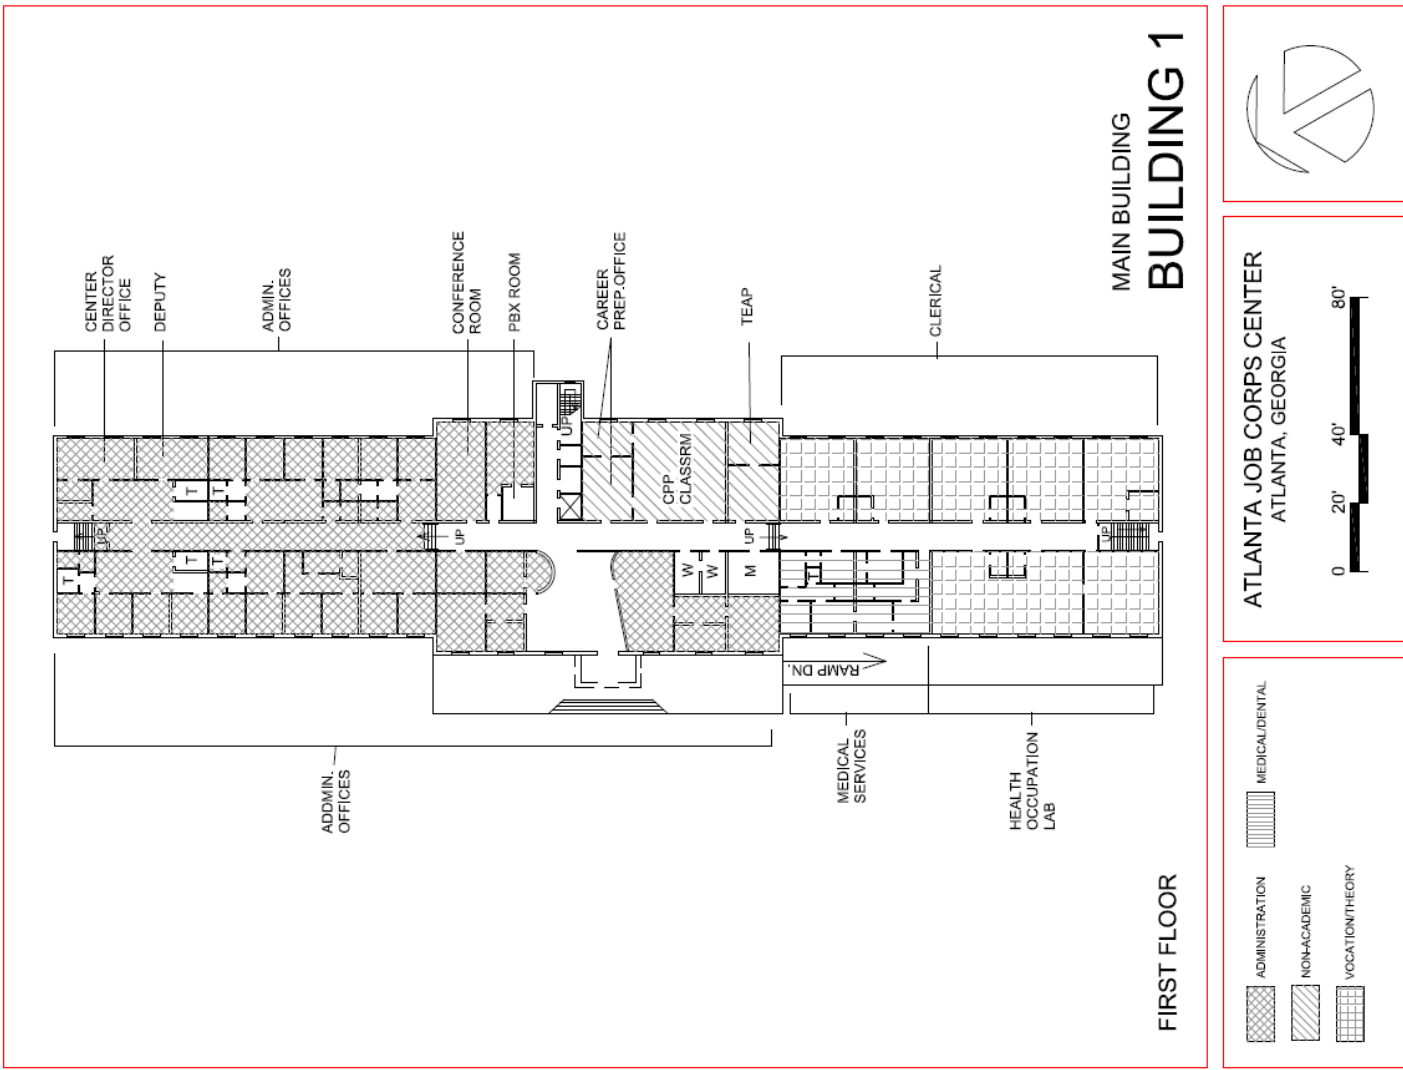 CENTER
DIRECTOR
OFFICE
DEPUTY
ADMIN.
OFFICES
CONFERENCE
ROOM
PBX ROOM
CAREER
PREP.OFFICE
TEAP
CLERICAL
MAIN BUILDING
BUILDING 1
T
T
UP
T
T
T
UP
UP
CPP
CLASSRM
UP
W
W
M
T
UP
RAMP DN.
ADDMIN.
OFFICES
MEDICAL
SERVICES
HEALTH
OCCUPATION
LAB
FIRST FLOOR
ATLANTA JOB CORPS CENTER
ATLANTA, GEORGIA
0
20'
40'
80'
ADMINISTRATION
NON-ACADEMIC
VOCATION/THEORY
MEDICAL/DENTAL